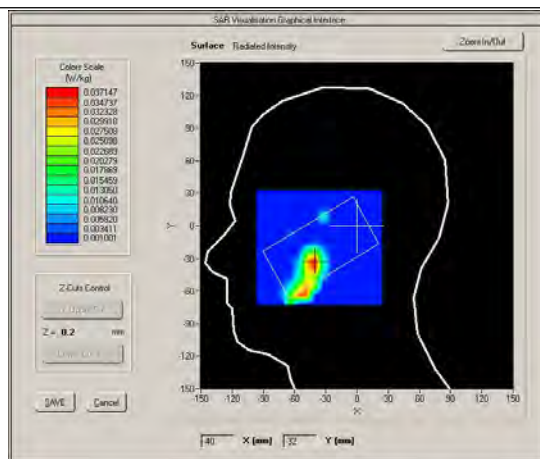 SAR Visualisation Graphical Interface
Surface Radiated Intensity
Zoom In/Out
Colors Scale
(W/kg)
0.037147
0.034737
0.032328
0.029918
0.027508
0.025098
0.022689
0.020279
0.017869
0.015459
0.013050
0.010640
0.008230
0.005820
0.003411
0.001001
150
120
90
60
30
0
-30
-60
-90
-120
-150
Y
-150 -120 -90 -60 -30 0 30 60 90 120 150
X
Z-Cuts Control
Z = 0.2 mm
SAVE Cancel
40 X (mm) 32 Y (mm)